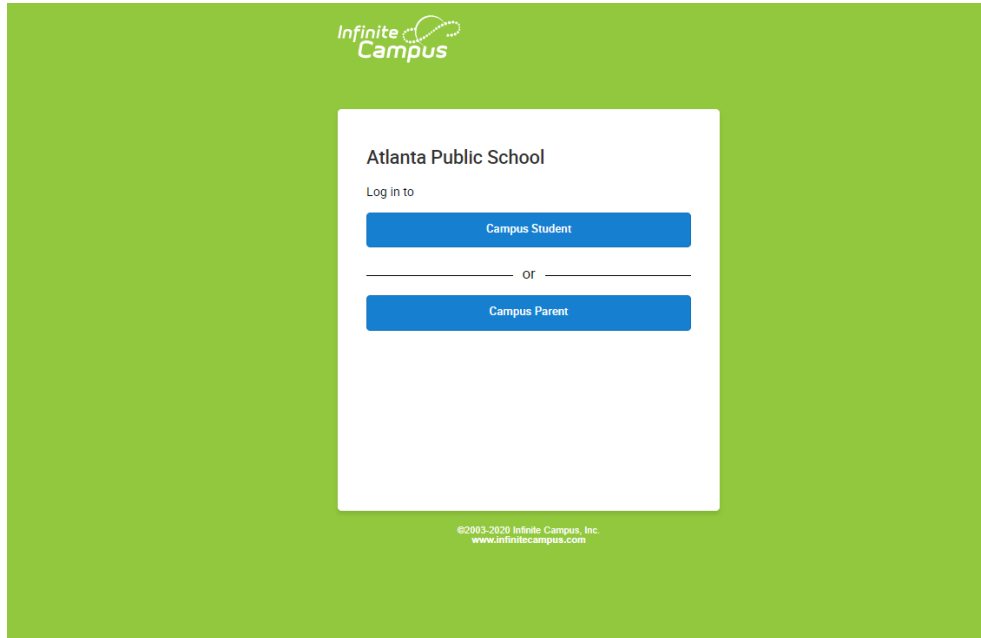 Infinite
Campus
Atlanta Public School
Log in to
Campus Student
or
Campus Parent
©2003-2020 Infinite Campus, Inc.
www.infinitecampus.com